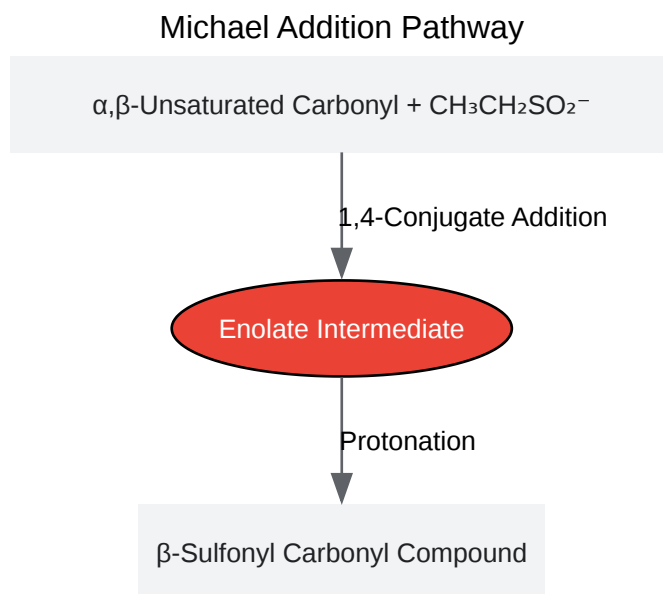 Michael Addition Pathway
α,β-Unsaturated Carbonyl + CH₃CH₂SO₂⁻
1,4-Conjugate Addition
Enolate Intermediate
Protonation
β-Sulfonyl Carbonyl Compound